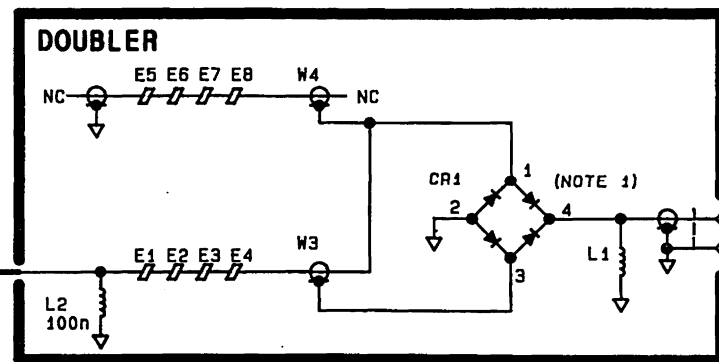 DOUBLER
E5 E6 E7 E8
W4
NC
NC
CR1
1
(NOTE 1)
2
4
3
E1 E2 E3 E4
W3
L1
L2
100n